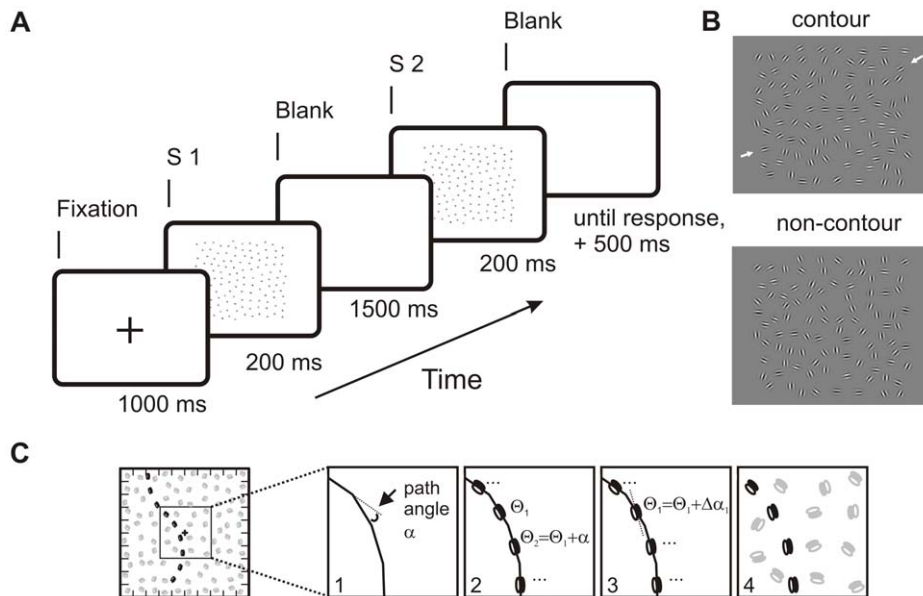 A
Fixation
S 1
Blank
S 2
Blank
1000 ms
200 ms
1500 ms
200 ms
until response,
+ 500 ms
Time
B
contour
non-contour
C
path
angle
α
1
...
Θ₁
Θ₂=Θ₁+α
...
2
...
Θ₁=Θ₁+Δα₁
...
...
3
4